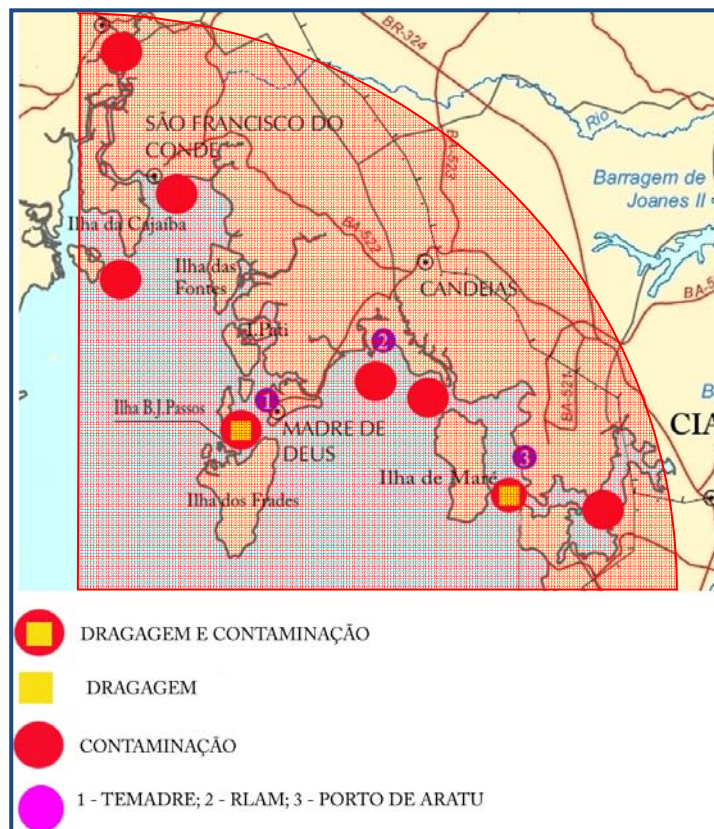 BR-324
SÃO FRANCISCO DO
CONDE
Rio
BA-523
Barragem de
Joanes II
Ilha da Cajaíba
BA-522
Ilha das
Fontes
CANDEIAS
BA-5
I.Pati
2
BA-521
1
B
Ilha B.J.Passos
MADRE DE
DEUS
CIA
3
Ilha de Maré
Ilha dos Frades
DRAGAGEM E CONTAMINAÇÃO
DRAGAGEM
CONTAMINAÇÃO
1 - TEMADRE; 2 - RLAM; 3 - PORTO DE ARATU